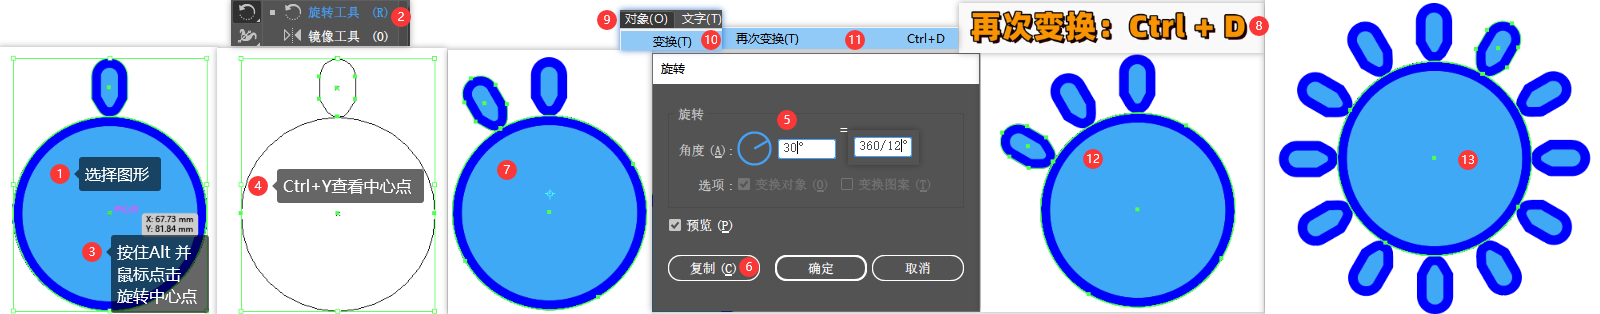 旋转工具 (R) 2
镜像工具 (O)
1 选择图形
X: 67.73 mm
Y: 81.84 mm
3 按住Alt 并
鼠标点击
旋转中心点
4 Ctrl+Y查看中心点
7
9 对象(O) 文字(T)
变换(T) 10 再次变换(T) 11 Ctrl+D
旋转
旋转
5
角度 (A): 30° = 360/12°
选项: 变换对象 (O) 变换图案 (T)
预览 (P)
复制 (C) 6 确定 取消
再次变换：Ctrl + D 8
12
13